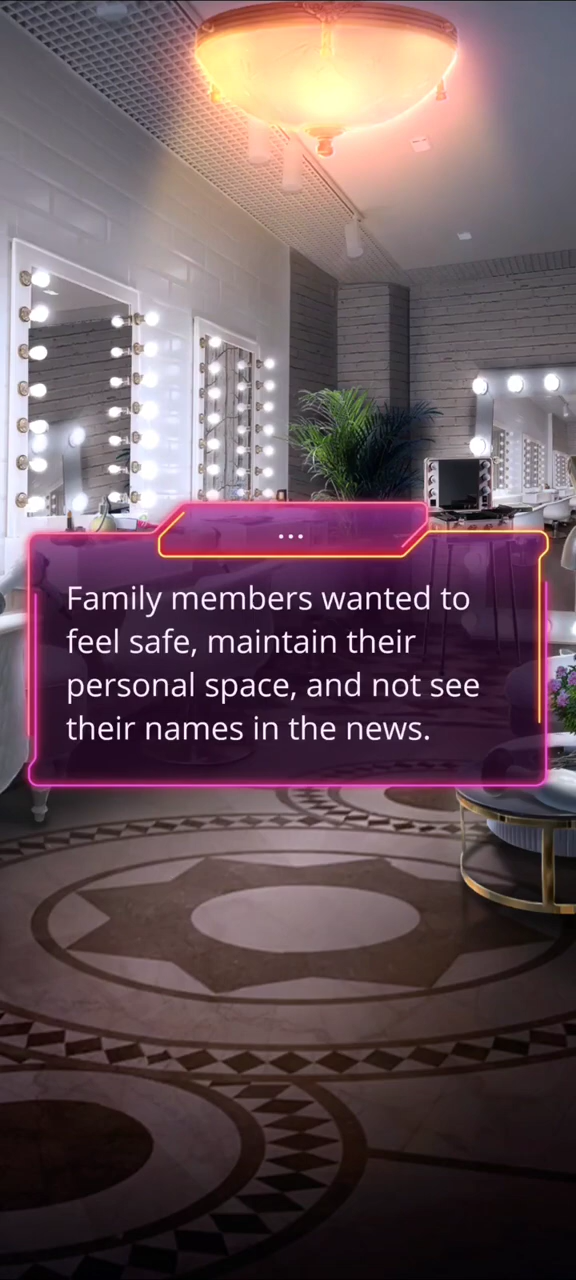 ...
Family members wanted to
feel safe, maintain their
personal space, and not see
their names in the news.